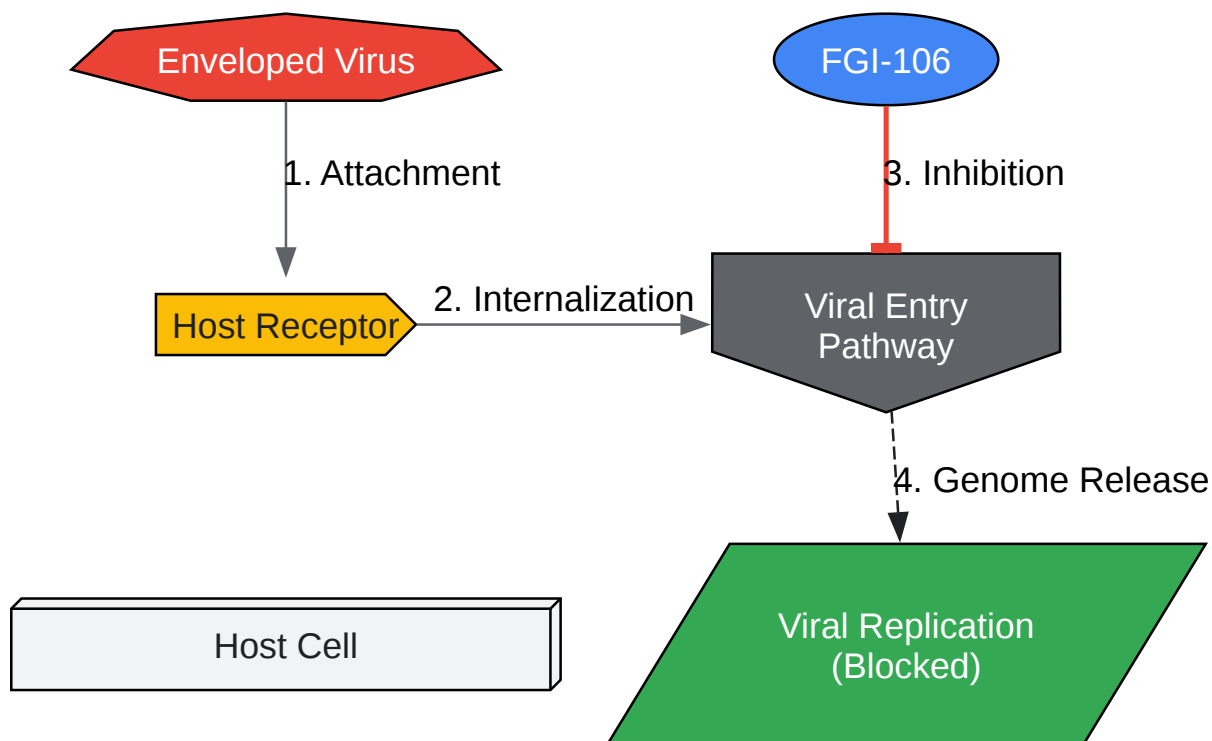 Enveloped Virus
FGI-106
1. Attachment
3. Inhibition
Host Receptor
2. Internalization
Viral Entry
Pathway
4. Genome Release
Host Cell
Viral Replication
(Blocked)